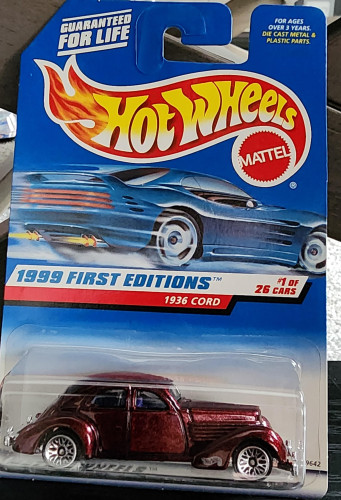 GUARANTEED
FOR LIFE
FOR AGES
OVER 3 YEARS.
DIE CAST METAL &
PLASTIC PARTS.
HOT WHEELS
MATTEL
®
1999 FIRST EDITIONS™
#1 OF
26 CARS
1936 CORD